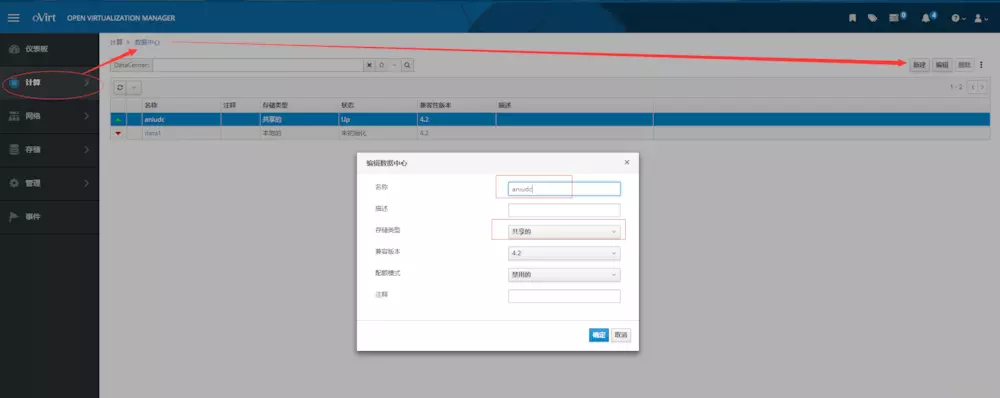 oVirt OPEN VIRTUALIZATION MANAGER 0 4
仪表板
计算
网络
存储
管理
事件
计算 » 数据中心
DataCenter:
新建 编辑 删除
1 - 2
名称 注释 存储类型 状态 兼容性版本 描述
aniudc 共享的 Up 4.2
data1 本地的 未初始化 4.2
编辑数据中心
名称 aniudc
描述
存储类型 共享的
兼容版本 4.2
配额模式 禁用的
注释
确定 取消